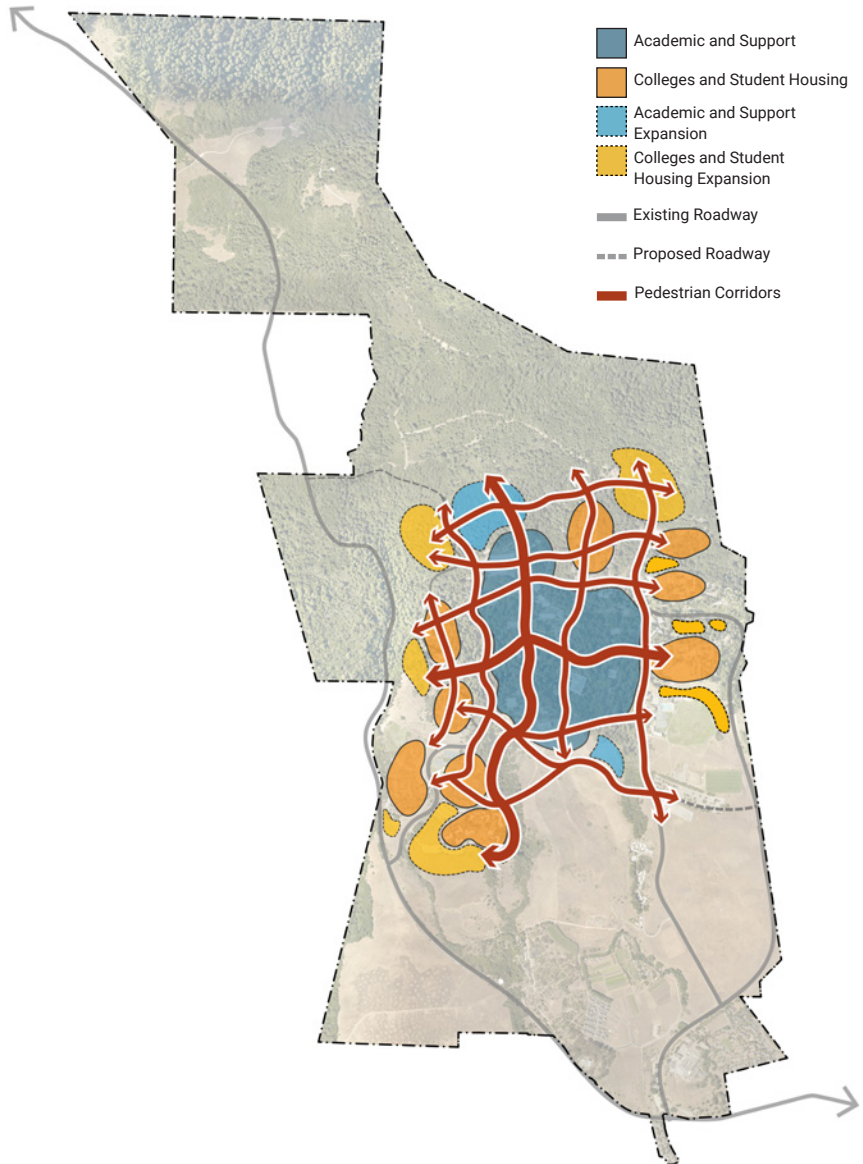 Academic and Support
Colleges and Student Housing
Academic and Support
Expansion
Colleges and Student
Housing Expansion
Existing Roadway
Proposed Roadway
Pedestrian Corridors